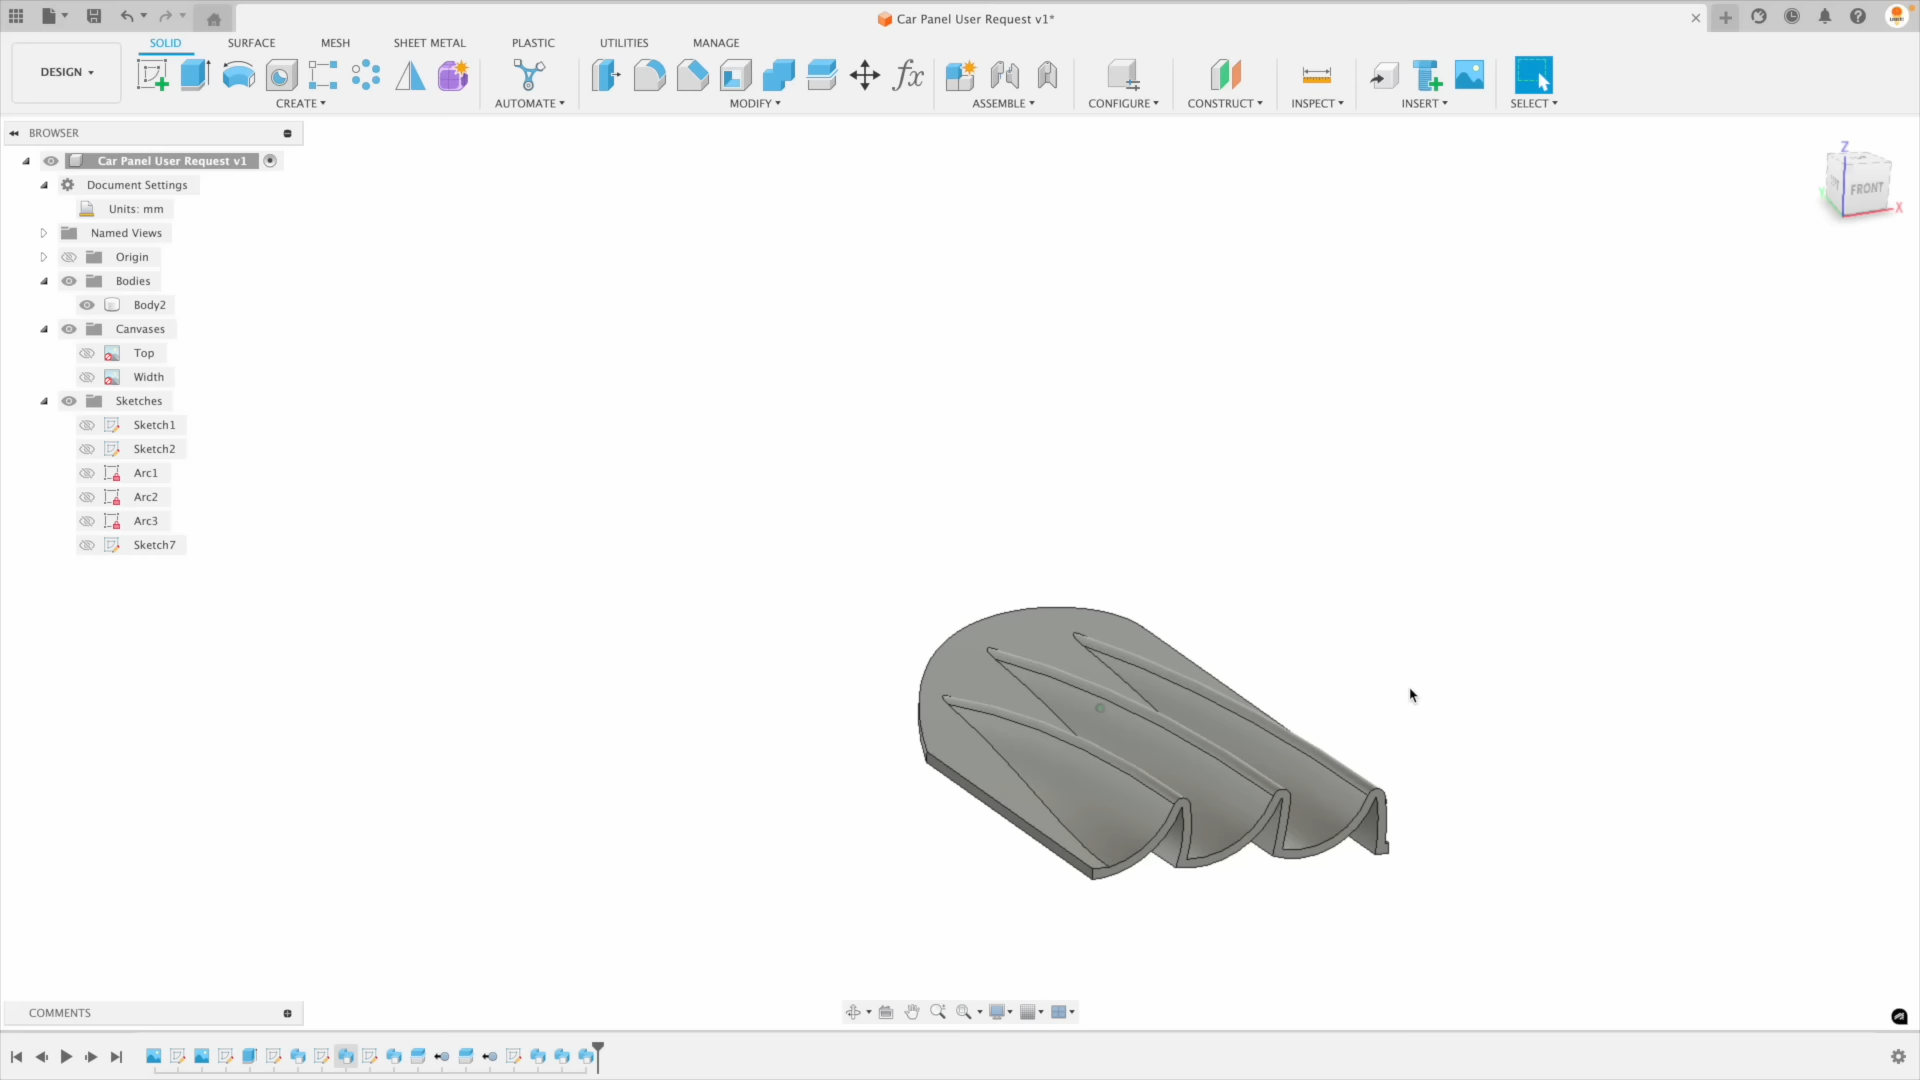 Car Panel User Request v1*
DESIGN
SOLID
SURFACE
MESH
SHEET METAL
PLASTIC
UTILITIES
MANAGE
CREATE
AUTOMATE
MODIFY
ASSEMBLE
CONFIGURE
CONSTRUCT
INSPECT
INSERT
SELECT
fx
BROWSER
Car Panel User Request v1
Document Settings
Units: mm
Named Views
Origin
Bodies
Body2
Canvases
Top
Width
Sketches
Sketch1
Sketch2
Arc1
Arc2
Arc3
Sketch7
Z
FRONT
X
COMMENTS